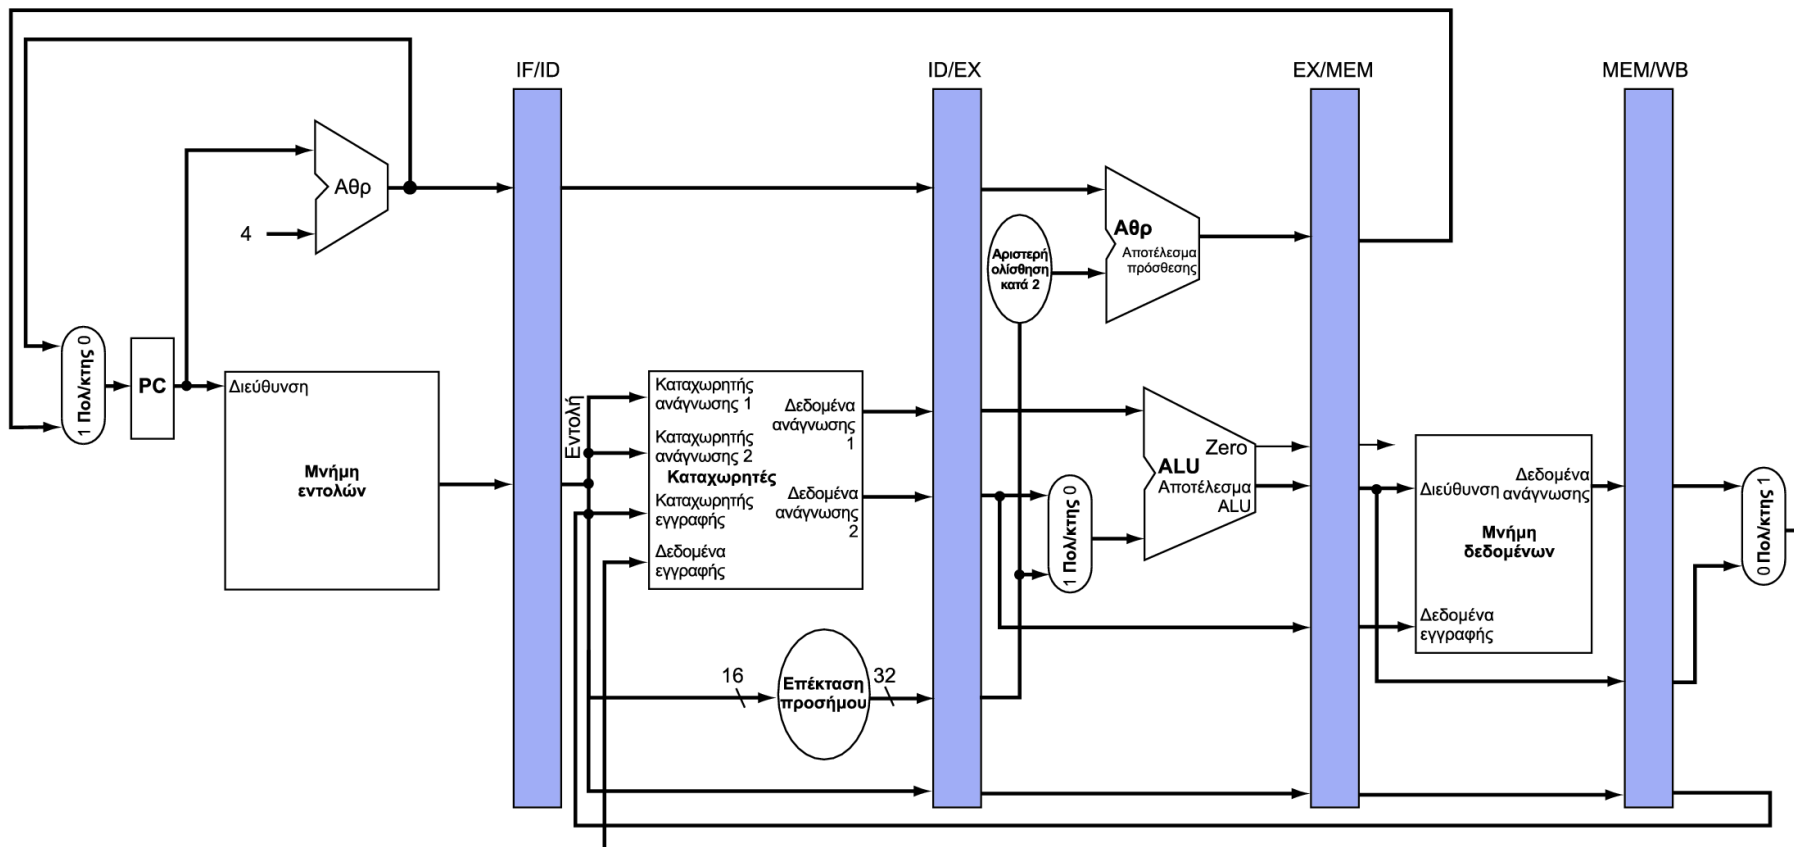 IF/ID
ID/EX
EX/MEM
MEM/WB
Αθρ
4
Αθρ
Αποτέλεσμα
πρόσθεσης
Αριστερή
ολίσθηση
κατά 2
1 Πολ/κτης 0
PC
Διεύθυνση
Μνήμη
εντολών
Εντολή
Καταχωρητής
ανάγνωσης 1
Καταχωρητής
ανάγνωσης 2
Καταχωρητές
Καταχωρητής
εγγραφής
Δεδομένα
εγγραφής
Δεδομένα
ανάγνωσης
1
Δεδομένα
ανάγνωσης
2
1 Πολ/κτης 0
Zero
ALU
Αποτέλεσμα
ALU
Διεύθυνση
Δεδομένα
ανάγνωσης
Μνήμη
δεδομένων
Δεδομένα
εγγραφής
0 Πολ/κτης 1
16
Επέκταση
προσήμου
32